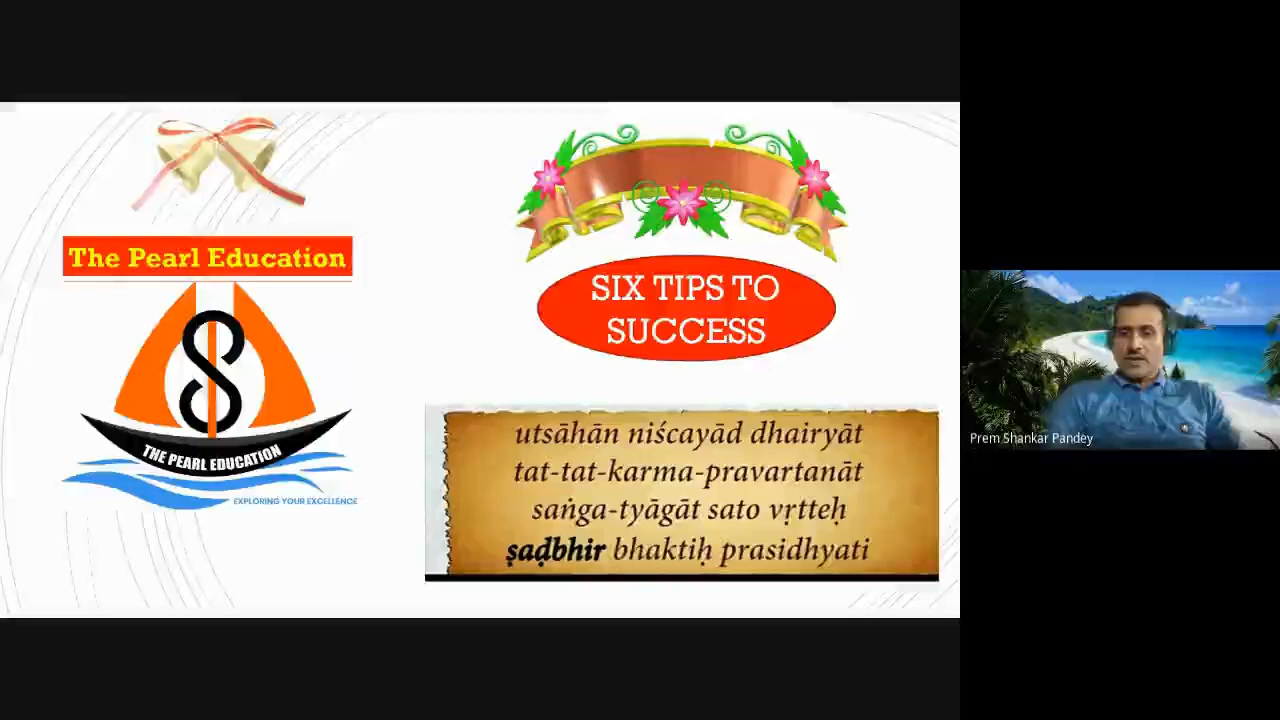 The Pearl Education
THE PEARL EDUCATION
EXPLORING YOUR EXCELLENCE
SIX TIPS TO
SUCCESS
utsāhān niścayād dhairyāt
tat-tat-karma-pravartanāt
saṅga-tyāgāt sato vṛtteḥ
ṣaḍbhir bhaktiḥ prasidhyati
Prem Shankar Pandey